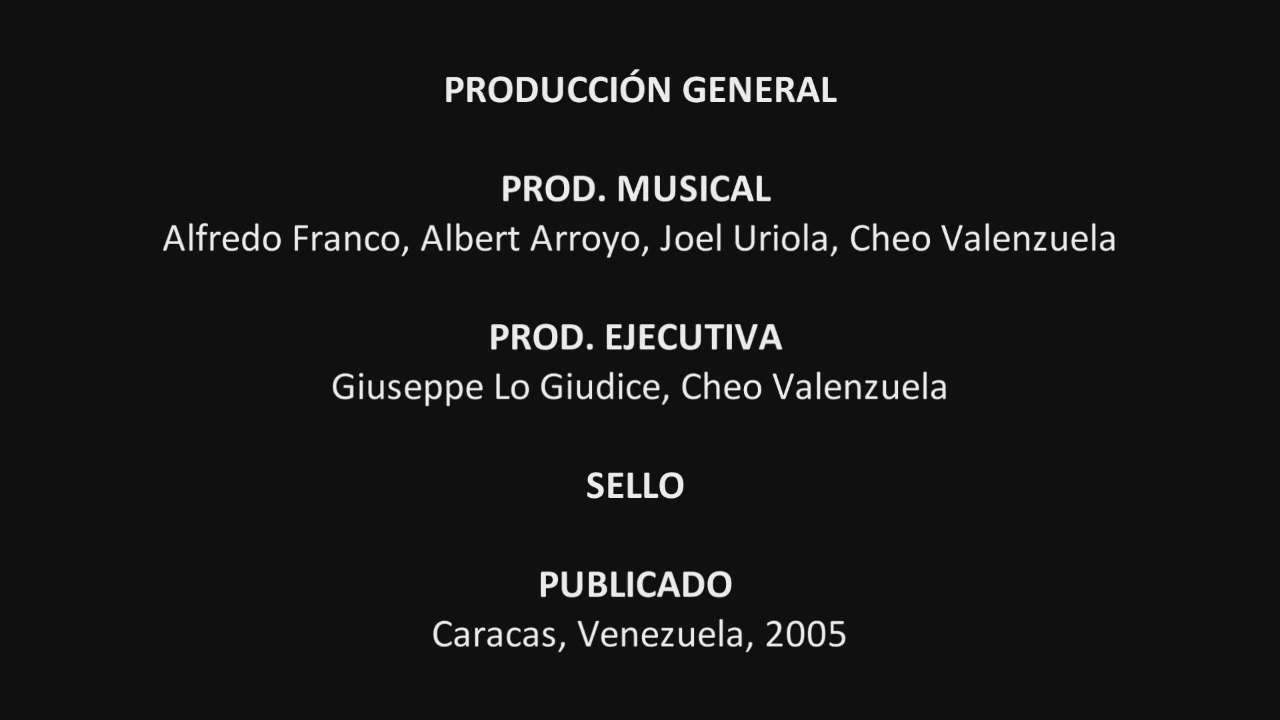 PRODUCCIÓN GENERAL
PROD. MUSICAL
Alfredo Franco, Albert Arroyo, Joel Uriola, Cheo Valenzuela
PROD. EJECUTIVA
Giuseppe Lo Giudice, Cheo Valenzuela
SELLO
PUBLICADO
Caracas, Venezuela, 2005